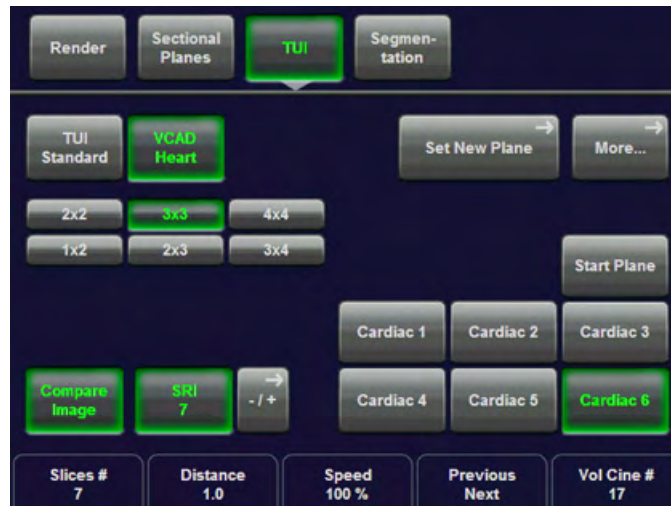 Render
Sectional
Planes
TUI
Segmen-
tation
TUI
Standard
VCAD
Heart
Set New Plane
More...
2x2
3x3
4x4
1x2
2x3
3x4
Start Plane
Cardiac 1
Cardiac 2
Cardiac 3
Compare
Image
SRI
7
- / +
Cardiac 4
Cardiac 5
Cardiac 6
Slices #
7
Distance
1.0
Speed
100 %
Previous
Next
Vol Cine #
17